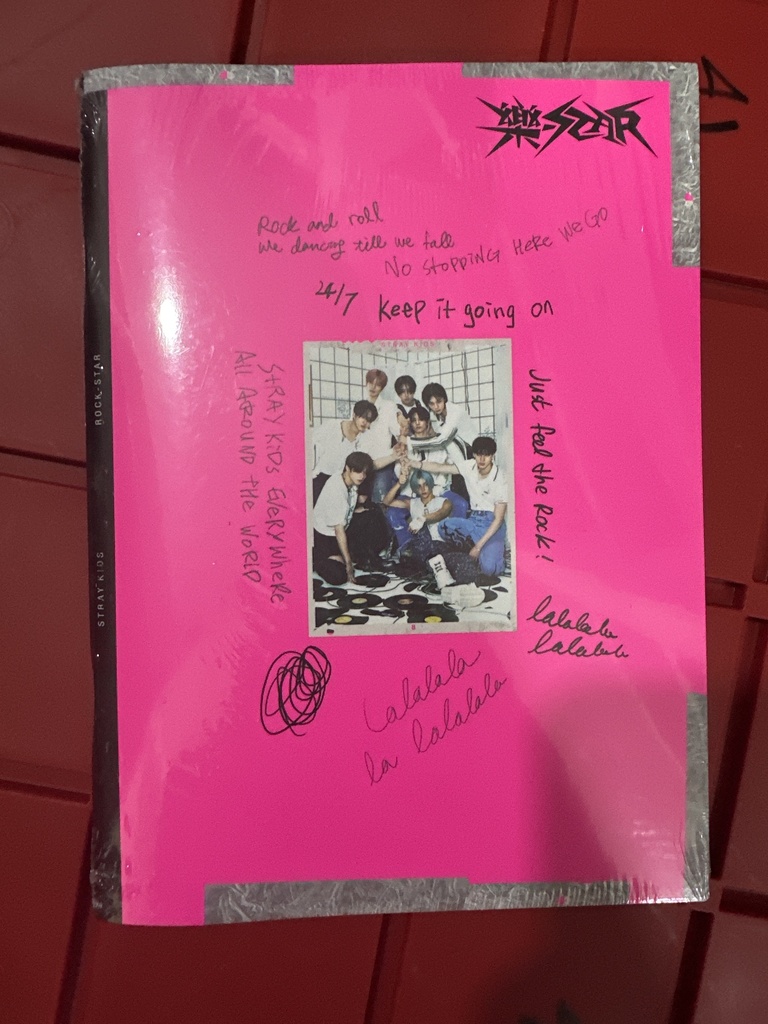 樂-STAR
Rock and roll
We dancing till we fall
NO STOPPING HERE WE GO
24/7 Keep it going on
STRAY KIDS
STRAY KIDS EVERYWHERE
ALL AROUND THE WORLD
Just feel the Rock!
lalalala
lalalala
Lalalala
la lalalala
ROCK-STAR
STRAY KIDS